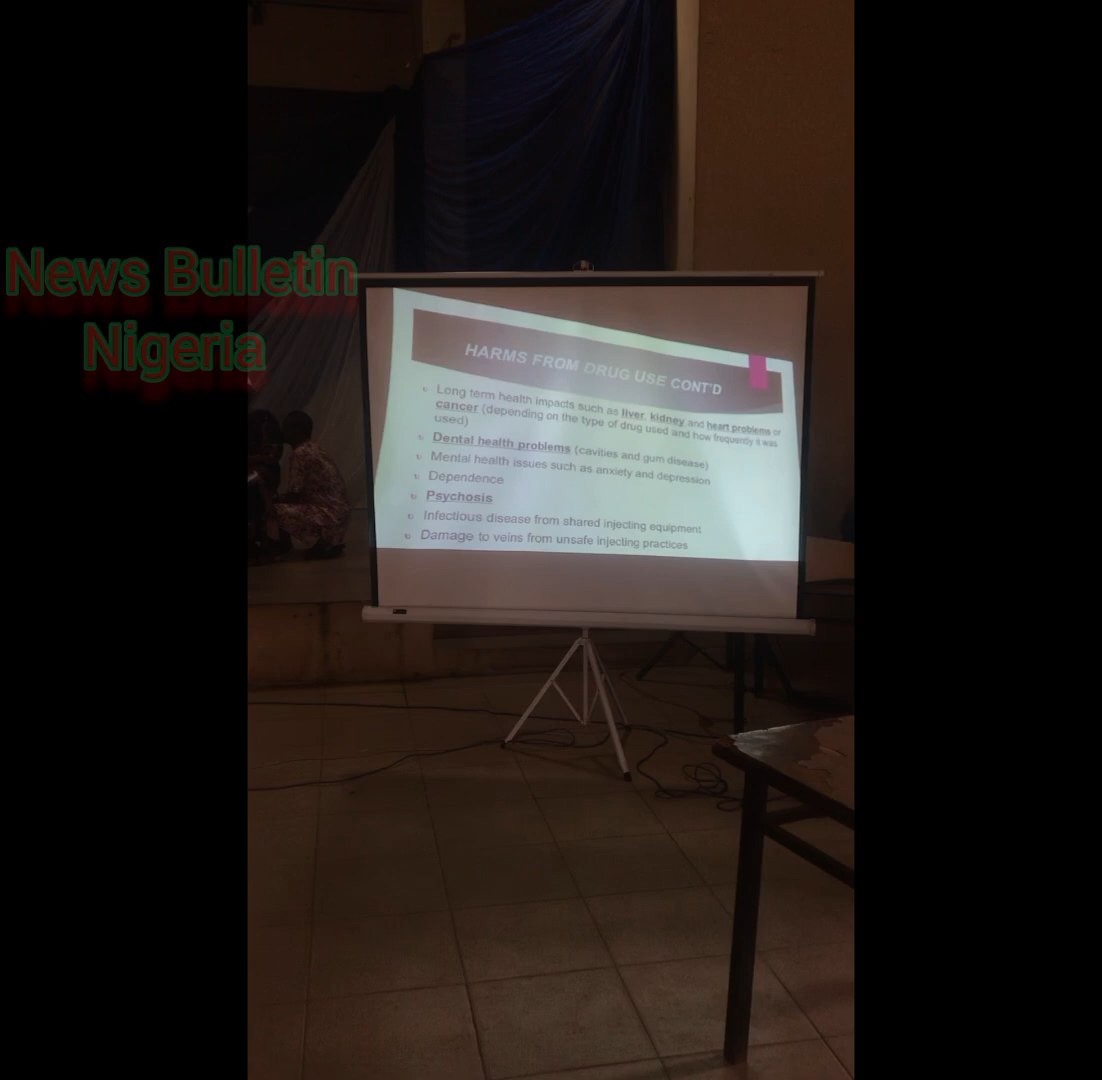 News Bulletin
Nigeria
HARMS FROM DRUG USE CONT'D
Long term health impacts such as liver, kidney and heart problems or
cancer (depending on the type of drug used and how frequently it was
used)
Dental health problems (cavities and gum disease)
Mental health issues such as anxiety and depression
Dependence
Psychosis
Infectious disease from shared injecting equipment
Damage to veins from unsafe injecting practices